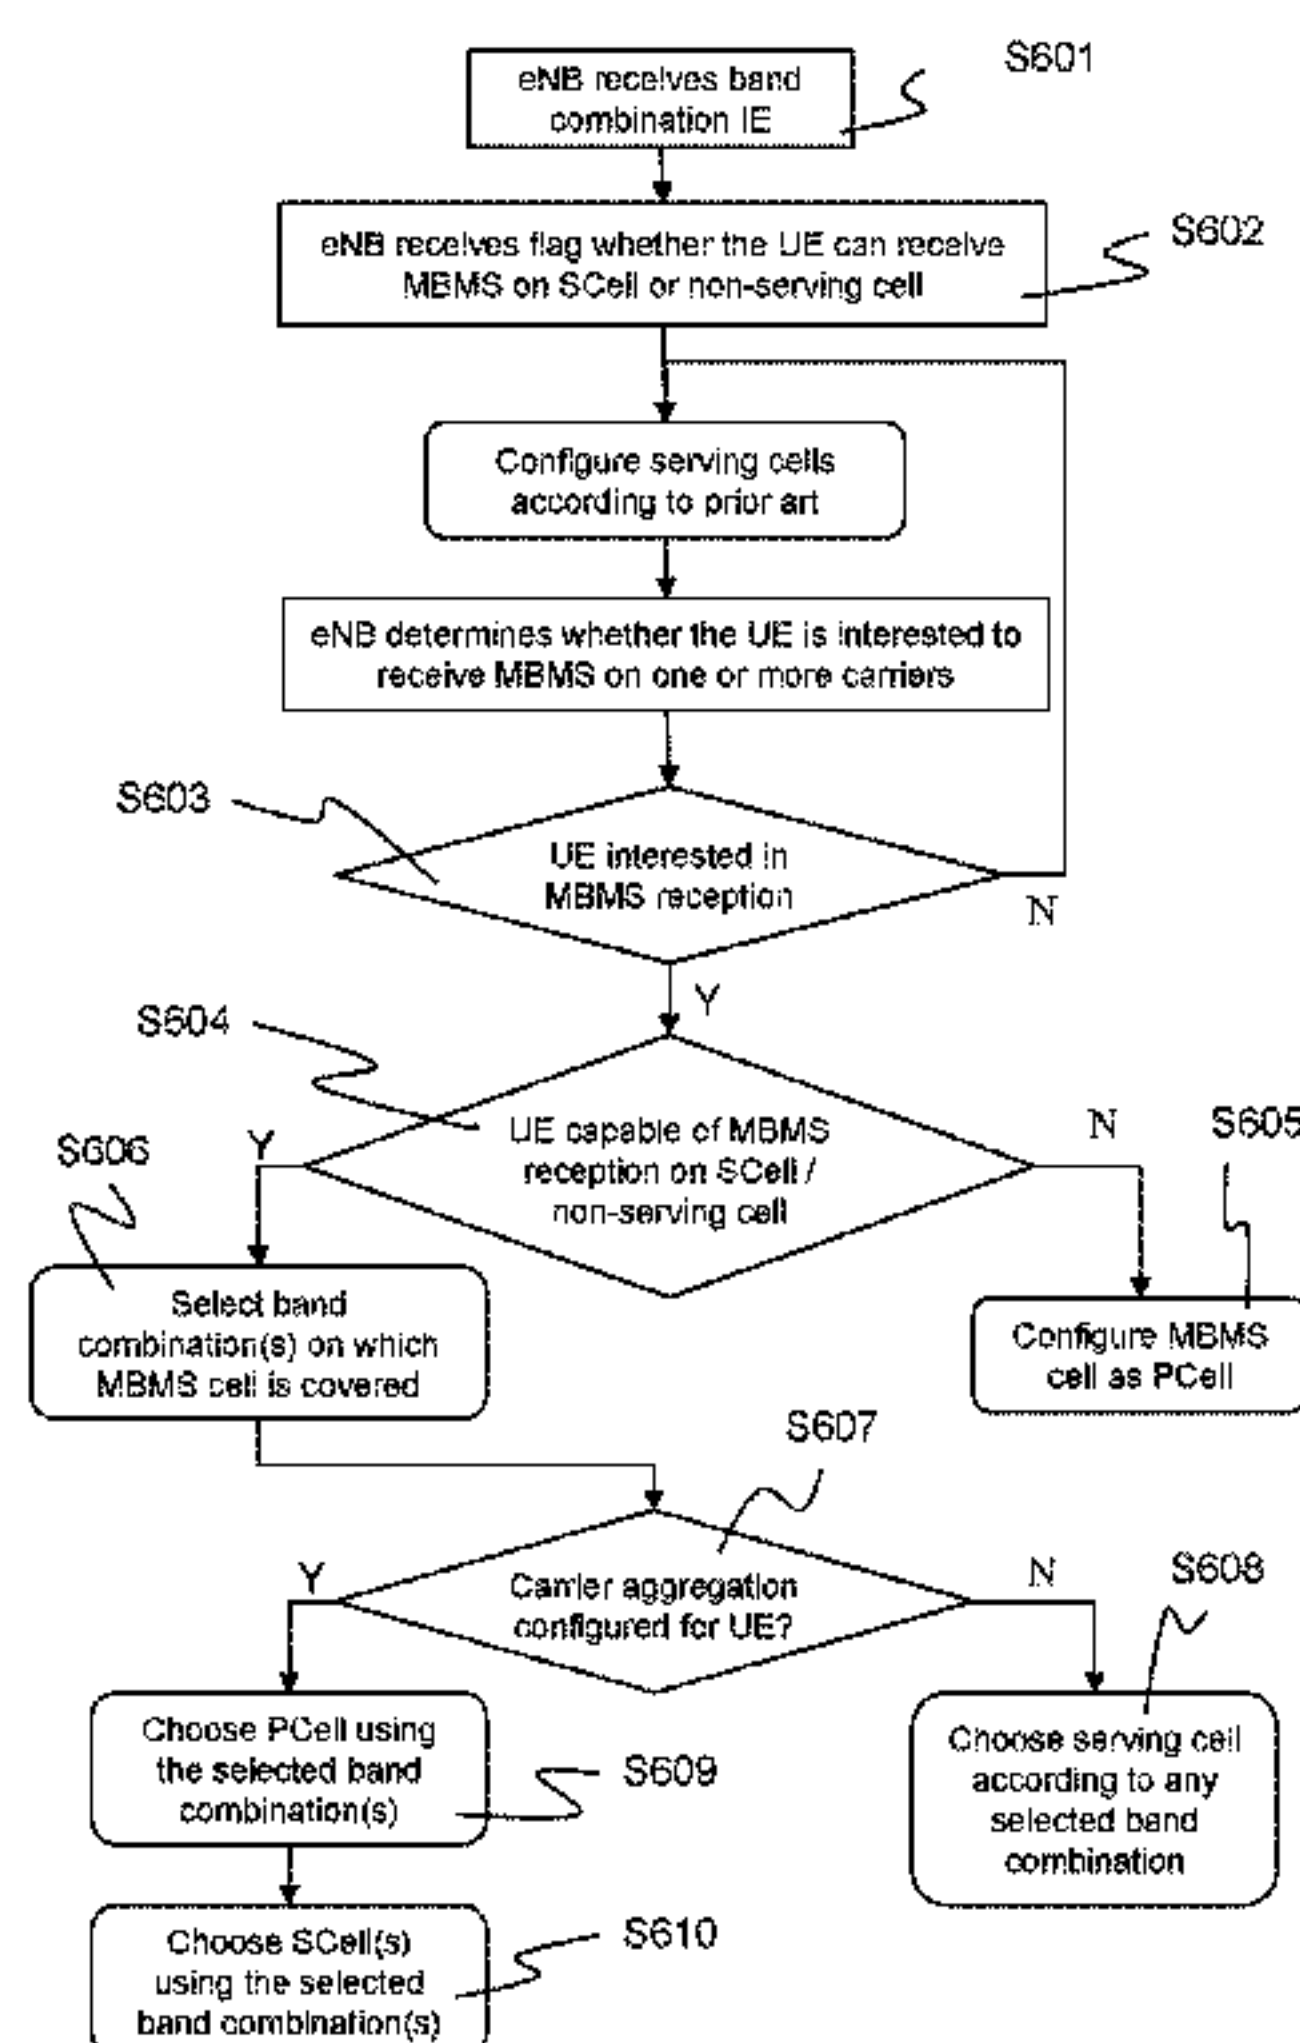 S601
eNB receives band
combination IE
S602
eNB receives flag whether the UE can receive
MBMS on SCell or non-serving cell
Configure serving cells
according to prior art
eNB determines whether the UE is interested to
receive MBMS on one or more carriers
S603
UE interested in
MBMS reception
N
Y
S604
UE capable of MBMS
reception on SCell /
non-serving cell
Y
N
S605
S606
Select band
combination(s) on which
MBMS cell is covered
Configure MBMS
cell as PCell
S607
Carrier aggregation
configured for UE?
Y
N
S608
Choose PCell using
the selected band
combination(s)
S609
Choose serving cell
according to any
selected band
combination
Choose SCell(s)
using the selected
band combination(s)
S610